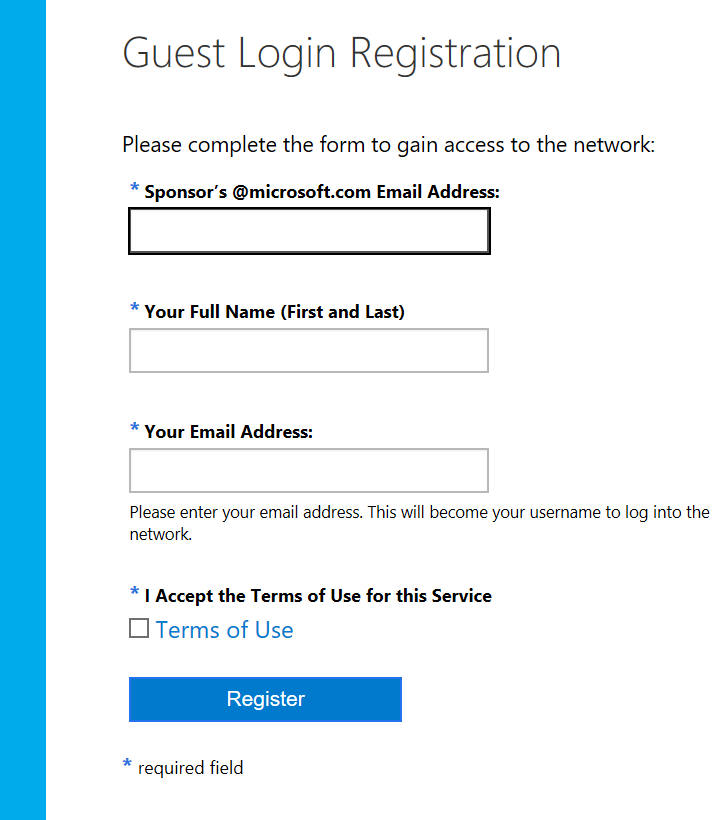 Guest Login Registration
Please complete the form to gain access to the network:
* Sponsor’s @microsoft.com Email Address:
* Your Full Name (First and Last)
* Your Email Address:
Please enter your email address. This will become your username to log into the
network.
* I Accept the Terms of Use for this Service
Terms of Use
Register
* required field